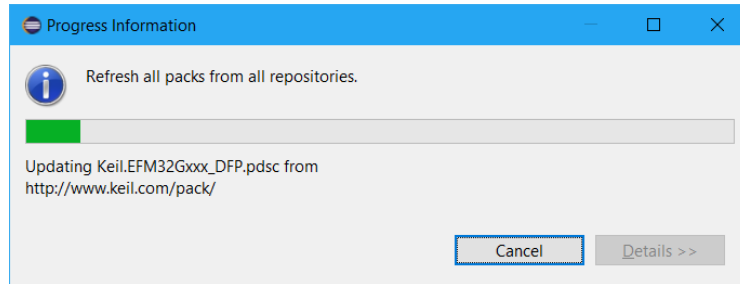 Progress Information
Refresh all packs from all repositories.
Updating Keil.EFM32Gxxx_DFP.pdsc from
http://www.keil.com/pack/
Cancel
Details >>